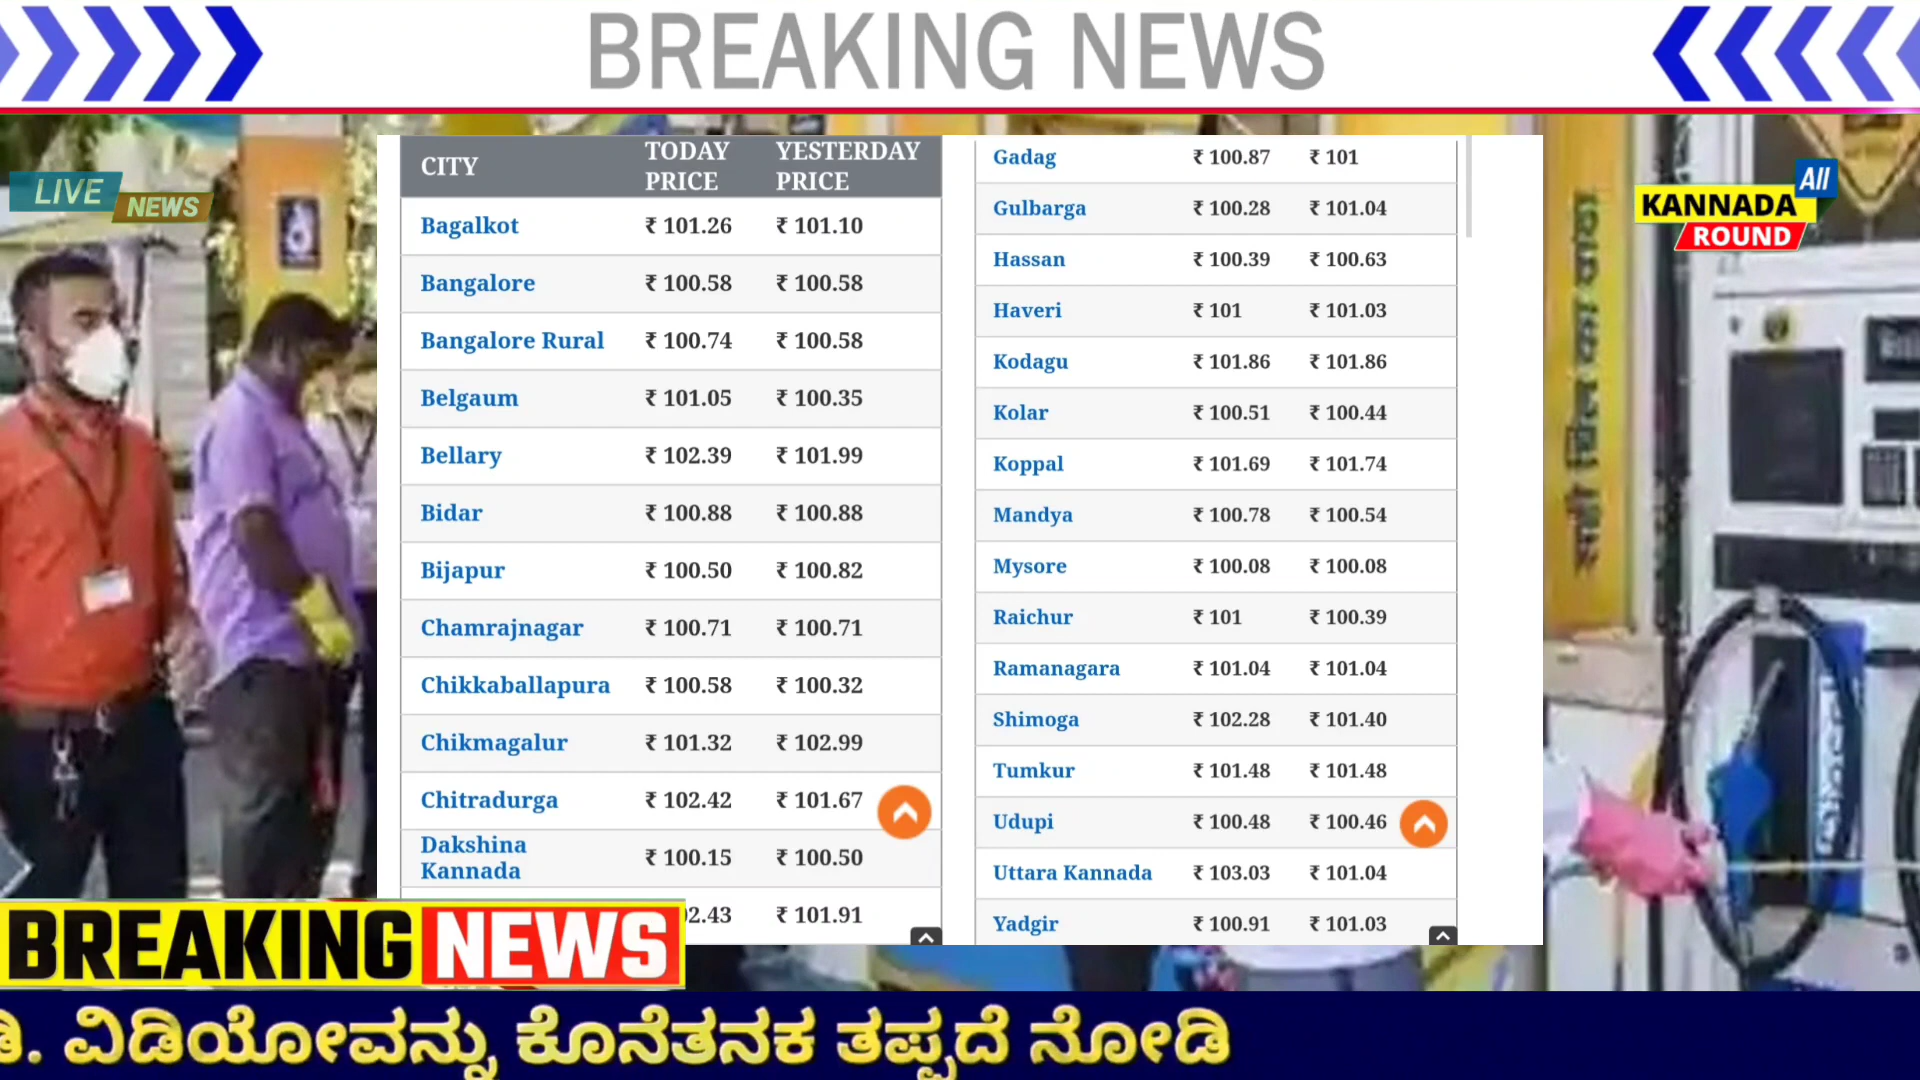 BREAKING NEWS
LIVE
NEWS
All
KANNADA
ROUND
CITY TODAY PRICE YESTERDAY PRICE
Bagalkot ₹ 101.26 ₹ 101.10
Bangalore ₹ 100.58 ₹ 100.58
Bangalore Rural ₹ 100.74 ₹ 100.58
Belgaum ₹ 101.05 ₹ 100.35
Bellary ₹ 102.39 ₹ 101.99
Bidar ₹ 100.88 ₹ 100.88
Bijapur ₹ 100.50 ₹ 100.82
Chamrajnagar ₹ 100.71 ₹ 100.71
Chikkaballapura ₹ 100.58 ₹ 100.32
Chikmagalur ₹ 101.32 ₹ 102.99
Chitradurga ₹ 102.42 ₹ 101.67
Dakshina Kannada ₹ 100.15 ₹ 100.50
2.43 ₹ 101.91
Gadag ₹ 100.87 ₹ 101
Gulbarga ₹ 100.28 ₹ 101.04
Hassan ₹ 100.39 ₹ 100.63
Haveri ₹ 101 ₹ 101.03
Kodagu ₹ 101.86 ₹ 101.86
Kolar ₹ 100.51 ₹ 100.44
Koppal ₹ 101.69 ₹ 101.74
Mandya ₹ 100.78 ₹ 100.54
Mysore ₹ 100.08 ₹ 100.08
Raichur ₹ 101 ₹ 100.39
Ramanagara ₹ 101.04 ₹ 101.04
Shimoga ₹ 102.28 ₹ 101.40
Tumkur ₹ 101.48 ₹ 101.48
Udupi ₹ 100.48 ₹ 100.46
Uttara Kannada ₹ 103.03 ₹ 101.04
Yadgir ₹ 100.91 ₹ 101.03
BREAKING NEWS
ಡಿ. ವಿಡಿಯೋವನ್ನು ಕೊನೆತನಕ ತಪ್ಪದೆ ನೋಡಿ